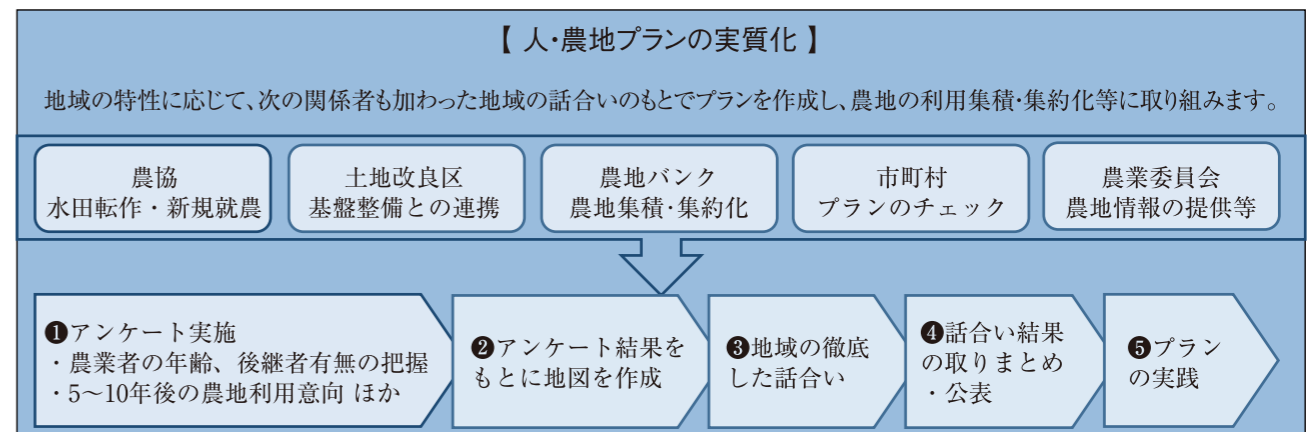 【 人・農地プランの実質化 】
地域の特性に応じて、次の関係者も加わった地域の話合いのもとでプランを作成し、農地の利用集積・集約化等に取り組みます。
農協
水田転作・新規就農
土地改良区
基盤整備との連携
農地バンク
農地集積・集約化
市町村
プランのチェック
農業委員会
農地情報の提供等
❶アンケート実施
・農業者の年齢、後継者有無の把握
・5〜10年後の農地利用意向 ほか
❷アンケート結果を
もとに地図を作成
❸地域の徹底
した話合い
❹話合い結果
の取りまとめ
・公表
❺プラン
の実践